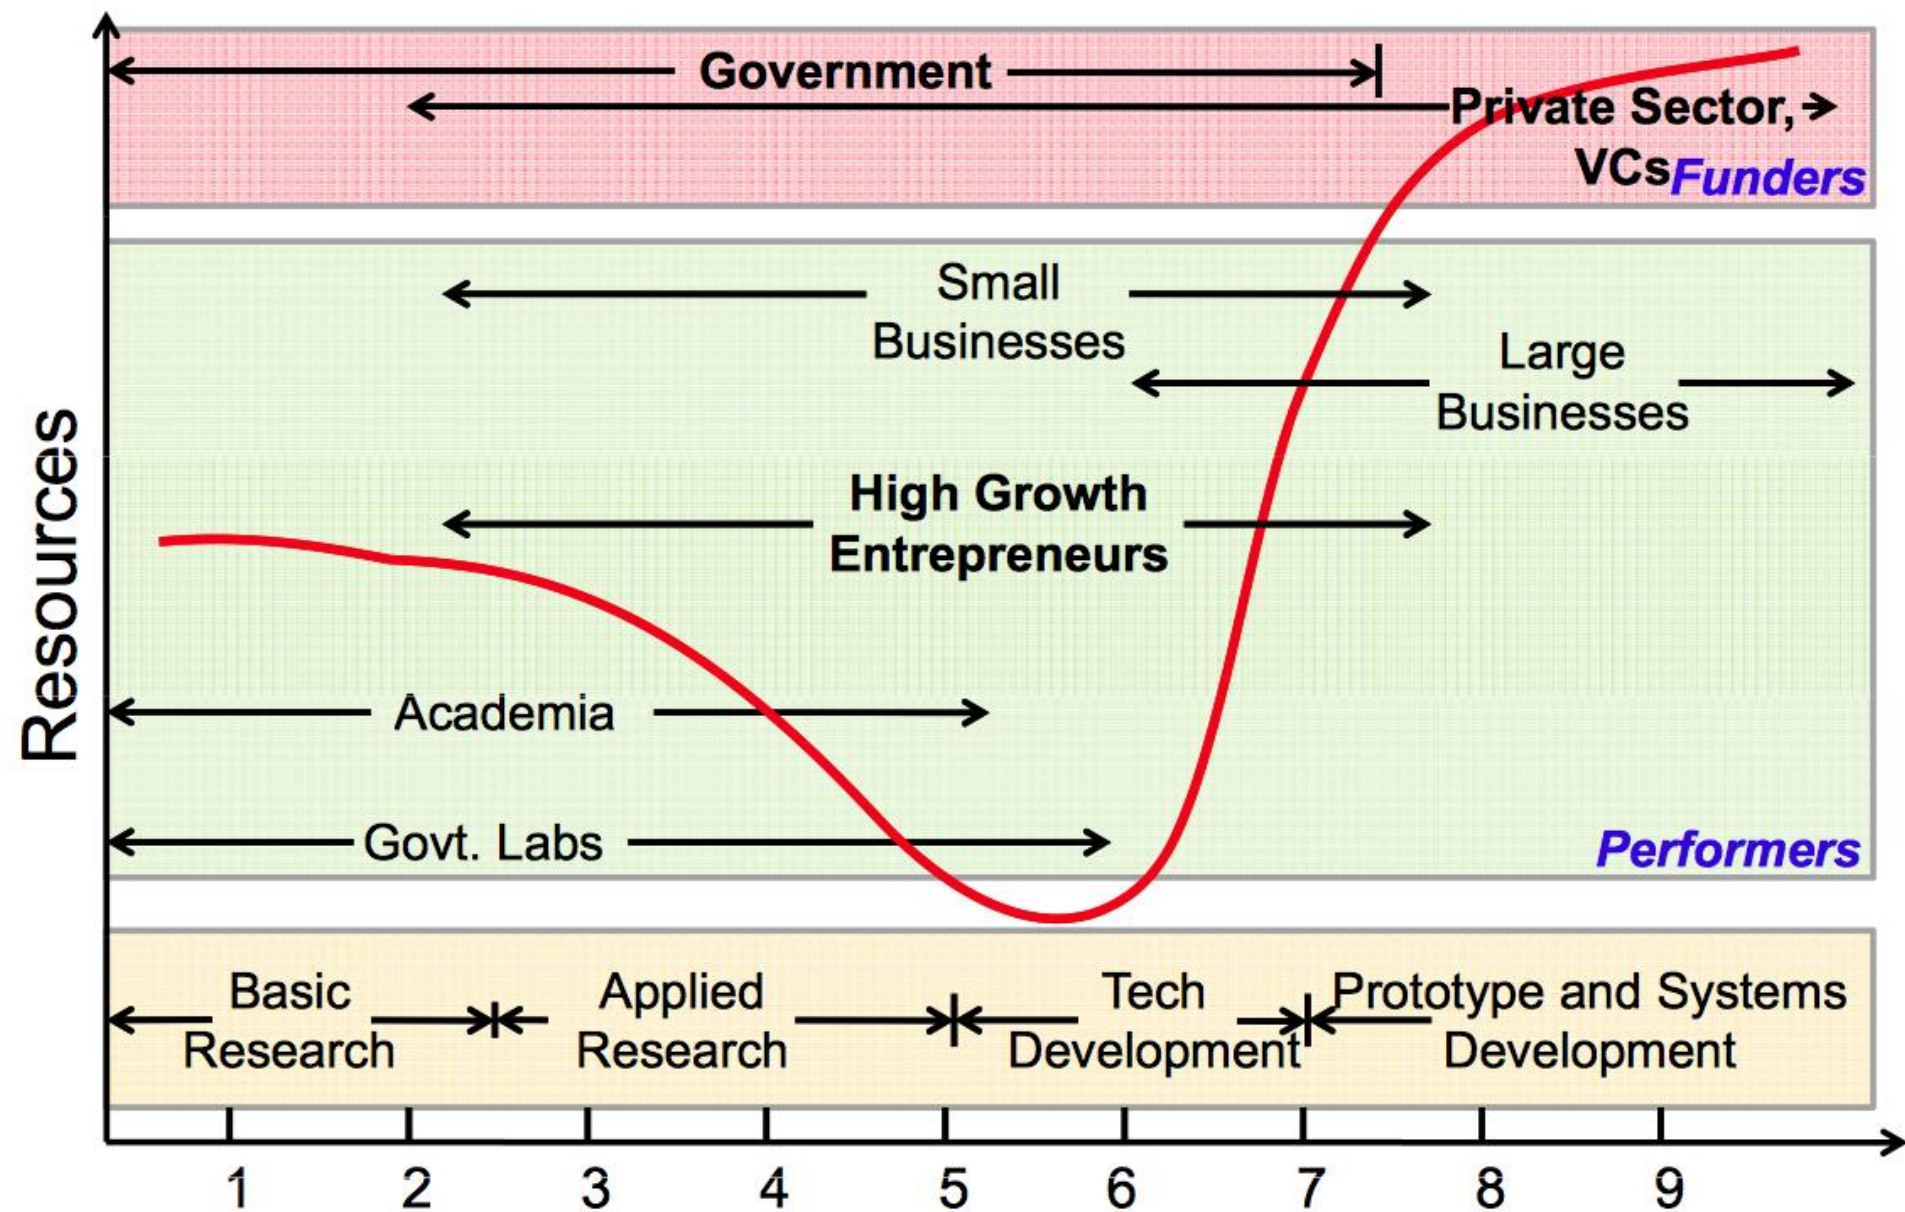 Government
Private Sector,
VCs
Funders
Small
Businesses
Large
Businesses
High Growth
Entrepreneurs
Academia
Govt. Labs
Performers
Resources
Basic
Research
Applied
Research
Tech
Development
Prototype and Systems
Development
1 2 3 4 5 6 7 8 9